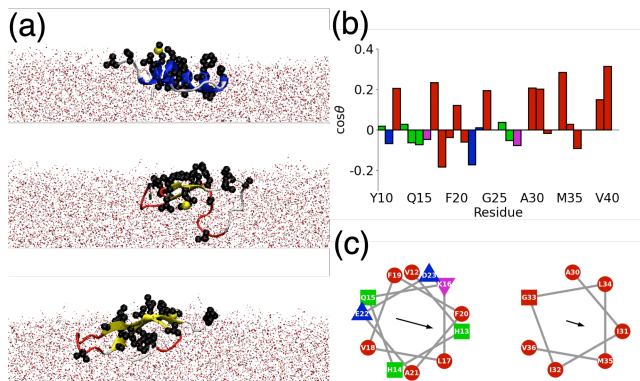 (a)
(b)
0.4
0.2
0
-0.2
cosθ
Y10 Q15 F20 G25 A30 M35 V40
Residue
(c)
F19 V12 D23 K16
Q15
E22
F20
H13
V18
L17
H14 A21
A30
L34
G33
I31
V36
M35
I32